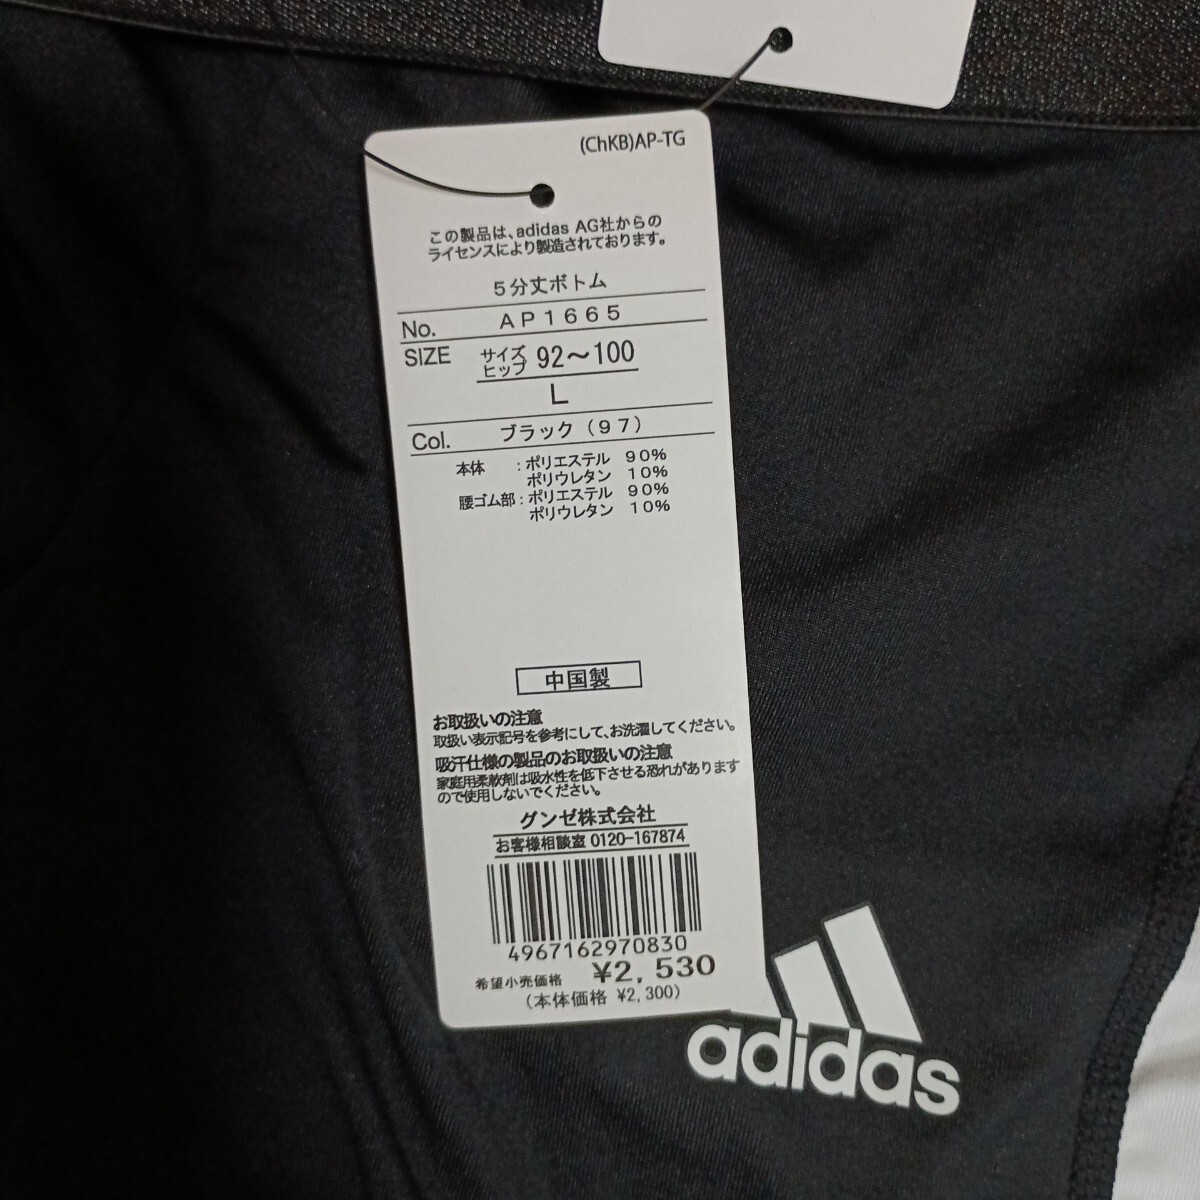 (ChKB)AP-TG
この製品は、adidas AG社からの
ライセンスにより製造されております。
5分丈ボトム
No. AP1665
SIZE サイズ ヒップ 92〜100
L
Col. ブラック(97)
本体 :ポリエステル 90%
ポリウレタン 10%
腰ゴム部:ポリエステル 90%
ポリウレタン 10%
中国製
お取扱いの注意
取扱い表示記号を参考にして、お洗濯してください。
吸汗仕様の製品のお取扱いの注意
家庭用柔軟剤は吸水性を低下させる恐れがあります
ので使用しないでください。
グンゼ株式会社
お客様相談室 0120-167874
4967162970830
希望小売価格 ¥2,530
(本体価格 ¥2,300)
adidas